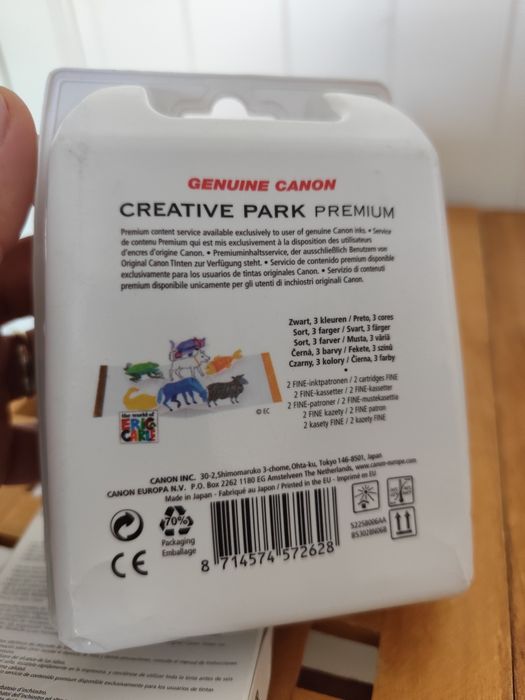 GENUINE CANON
CREATIVE PARK PREMIUM
Premium content service available exclusively to user of genuine Canon inks. • Service
de contenu Premium qui est mis exclusivement à la disposition des utilisateurs
d'encres d'origine Canon. • Premiuminhaltsservice, der ausschließlich Benutzern von
Original Canon Tinten zur Verfügung steht. • Servicio de contenido premium disponible
exclusivamente para los usuarios de tintas originales Canon. • Servizio di contenuti
premium disponibile unicamente per gli utenti di inchiostri originali Canon.
Zwart, 3 kleuren / Preto, 3 cores
Sort, 3 farger / Svart, 3 färger
Sort, 3 farver / Musta, 3 väriä
Černá, 3 barvy / Fekete, 3 színű
Czarny, 3 kolory / Čierna, 3 farby
•
2 FINE-inktpatronen / 2 cartridges FINE
2 FINE-kassetter / 2 FINE-kassetter
2 FINE-patroner / 2 FINE-mustekasettia
2 FINE kazety / 2 FINE patron
2 kasety FINE / 2 kazety FINE
© EC
the world of
ERIC
CARLE
CANON INC. 30-2,Shimomaruko 3-chome, Ohta-ku, Tokyo 146-8501, Japan
CANON EUROPA N.V. P.O. Box 2262 1180 EG Amstelveen The Netherlands, www.canon-europe.com
Made in Japan - Fabriqué au Japon / Printed in the EU - Imprimé en EU
70%
Packaging
Emballage
CE
8 714574 572628
S2258006AA
853028N068